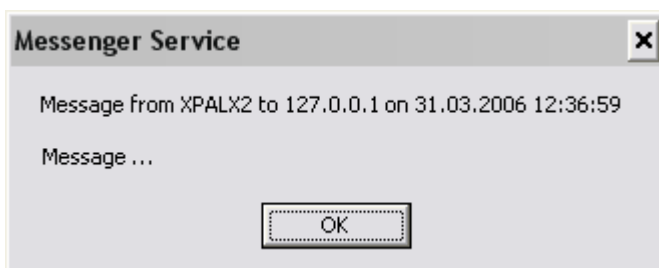 Messenger Service
Message from XPALX2 to 127.0.0.1 on 31.03.2006 12:36:59
Message ...
OK